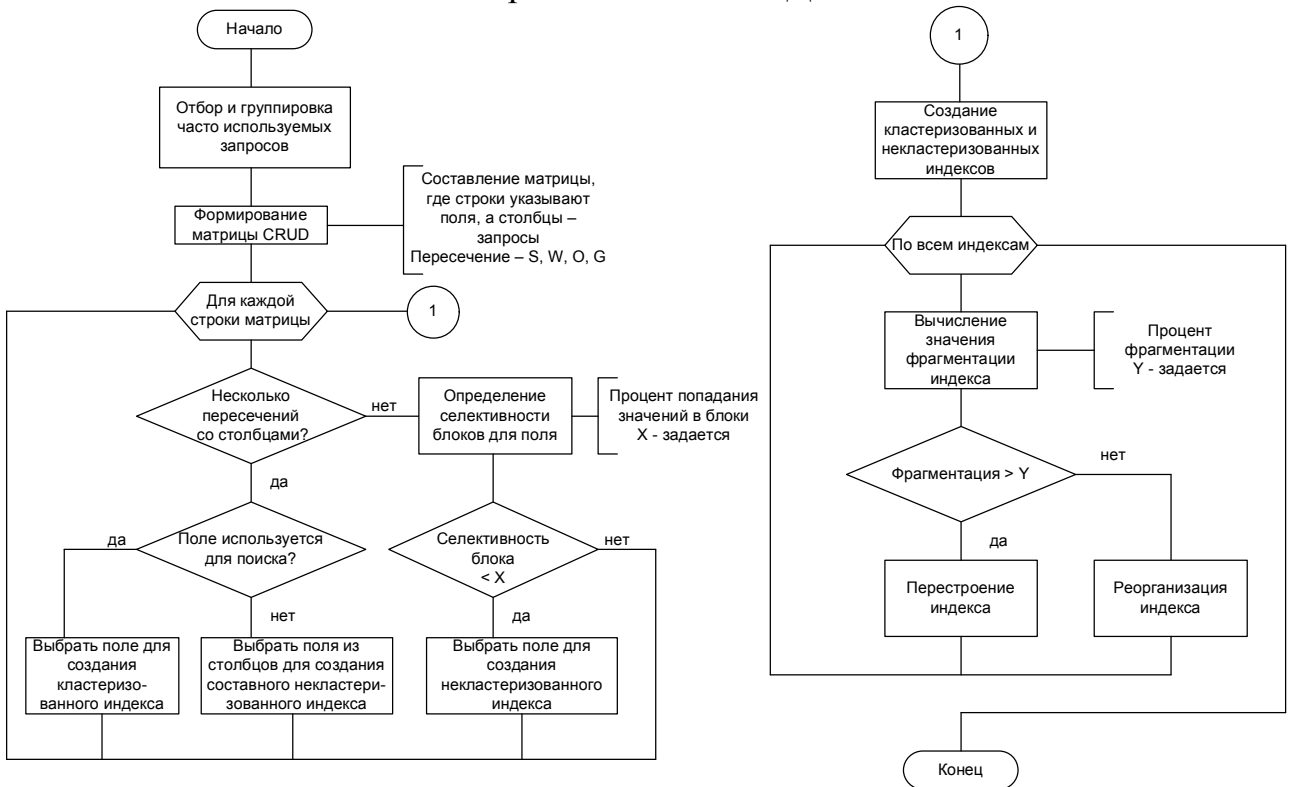 Начало
Отбор и группировка
часто используемых
запросов
Формирование
матрицы CRUD
Составление матрицы,
где строки указывают
поля, а столбцы –
запросы
Пересечение – S, W, O, G
Для каждой
строки матрицы
1
Несколько
пересечений
со столбцами?
нет
да
Определение
селективности
блоков для поля
Процент попадания
значений в блоки
X - задается
Поле используется
для поиска?
да
нет
Селективность
блока
< X
нет
да
Выбрать поле для
создания
кластеризо-
ванного индекса
Выбрать поля из
столбцов для создания
составного некластери-
зованного индекса
Выбрать поле для
создания
некластеризованного
индекса
1
Создание
кластеризованных и
некластеризованных
индексов
По всем индексам
Вычисление
значения
фрагментации
индекса
Процент
фрагментации
Y - задается
Фрагментация > Y
нет
да
Перестроение
индекса
Реорганизация
индекса
Конец